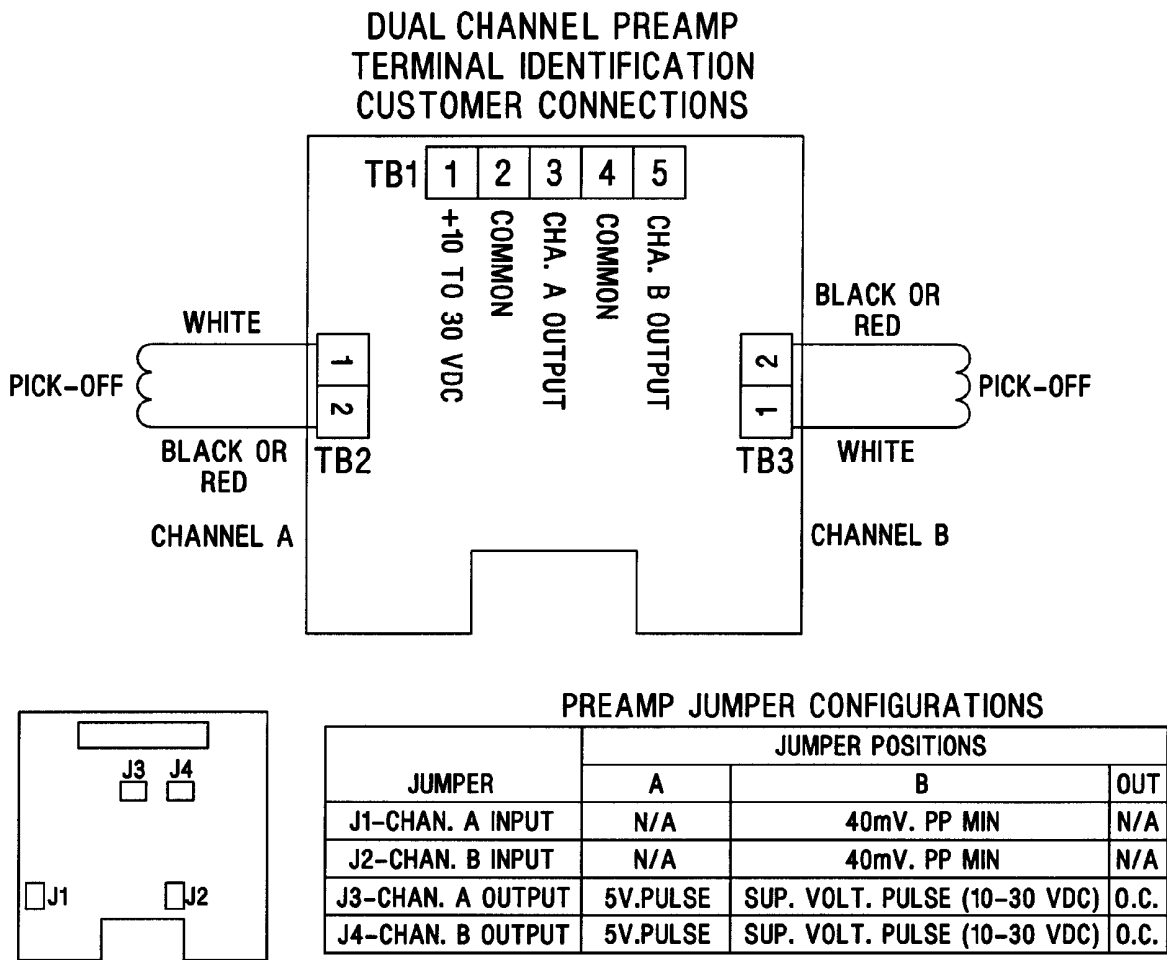 DUAL CHANNEL PREAMP
TERMINAL IDENTIFICATION
CUSTOMER CONNECTIONS
TB1 1 2 3 4 5
+10 TO 30 VDC
COMMON
CHA. A OUTPUT
COMMON
CHA. B OUTPUT
WHITE
PICK-OFF
BLACK OR
RED
1
2
TB2
CHANNEL A
BLACK OR
RED
2
1
TB3
PICK-OFF
WHITE
CHANNEL B
J3 J4
J1 J2
PREAMP JUMPER CONFIGURATIONS
JUMPER POSITIONS
JUMPER A B OUT
J1-CHAN. A INPUT N/A 40mV. PP MIN N/A
J2-CHAN. B INPUT N/A 40mV. PP MIN N/A
J3-CHAN. A OUTPUT 5V.PULSE SUP. VOLT. PULSE (10-30 VDC) O.C.
J4-CHAN. B OUTPUT 5V.PULSE SUP. VOLT. PULSE (10-30 VDC) O.C.